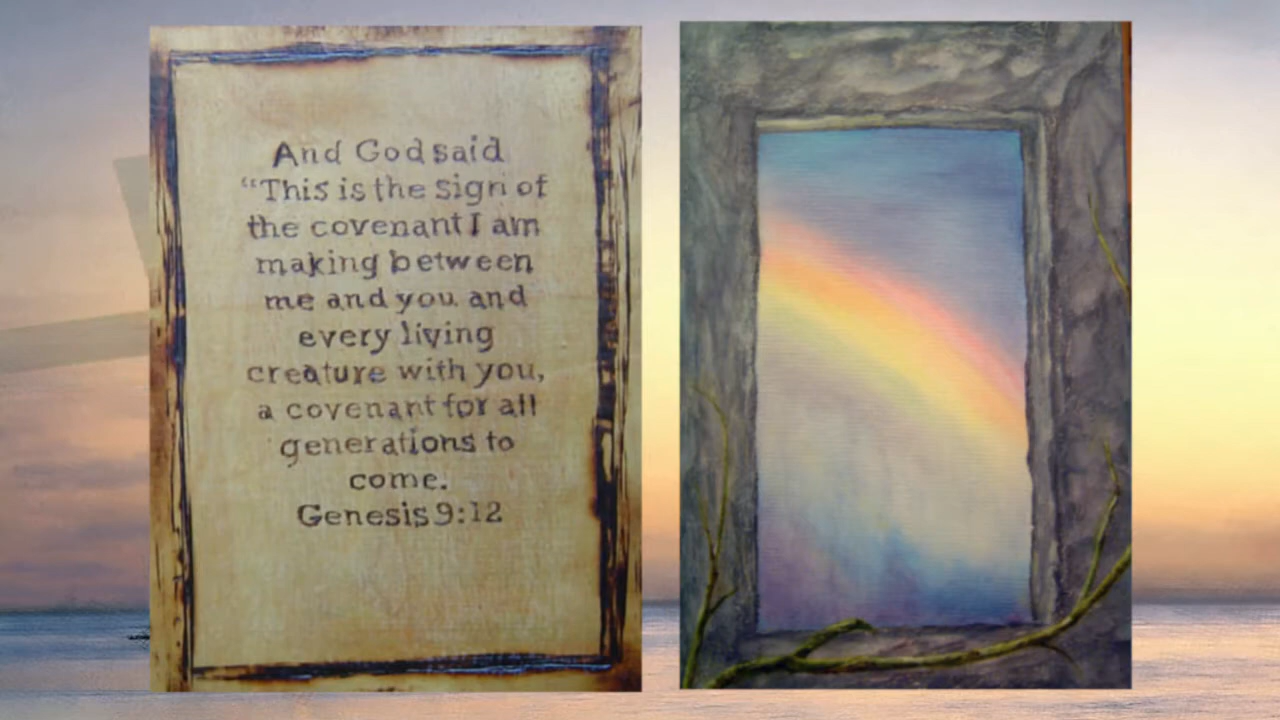 And God said
“This is the sign of
the covenant I am
making between
me and you and
every living
creature with you,
a covenant for all
generations to
come.
Genesis 9:12